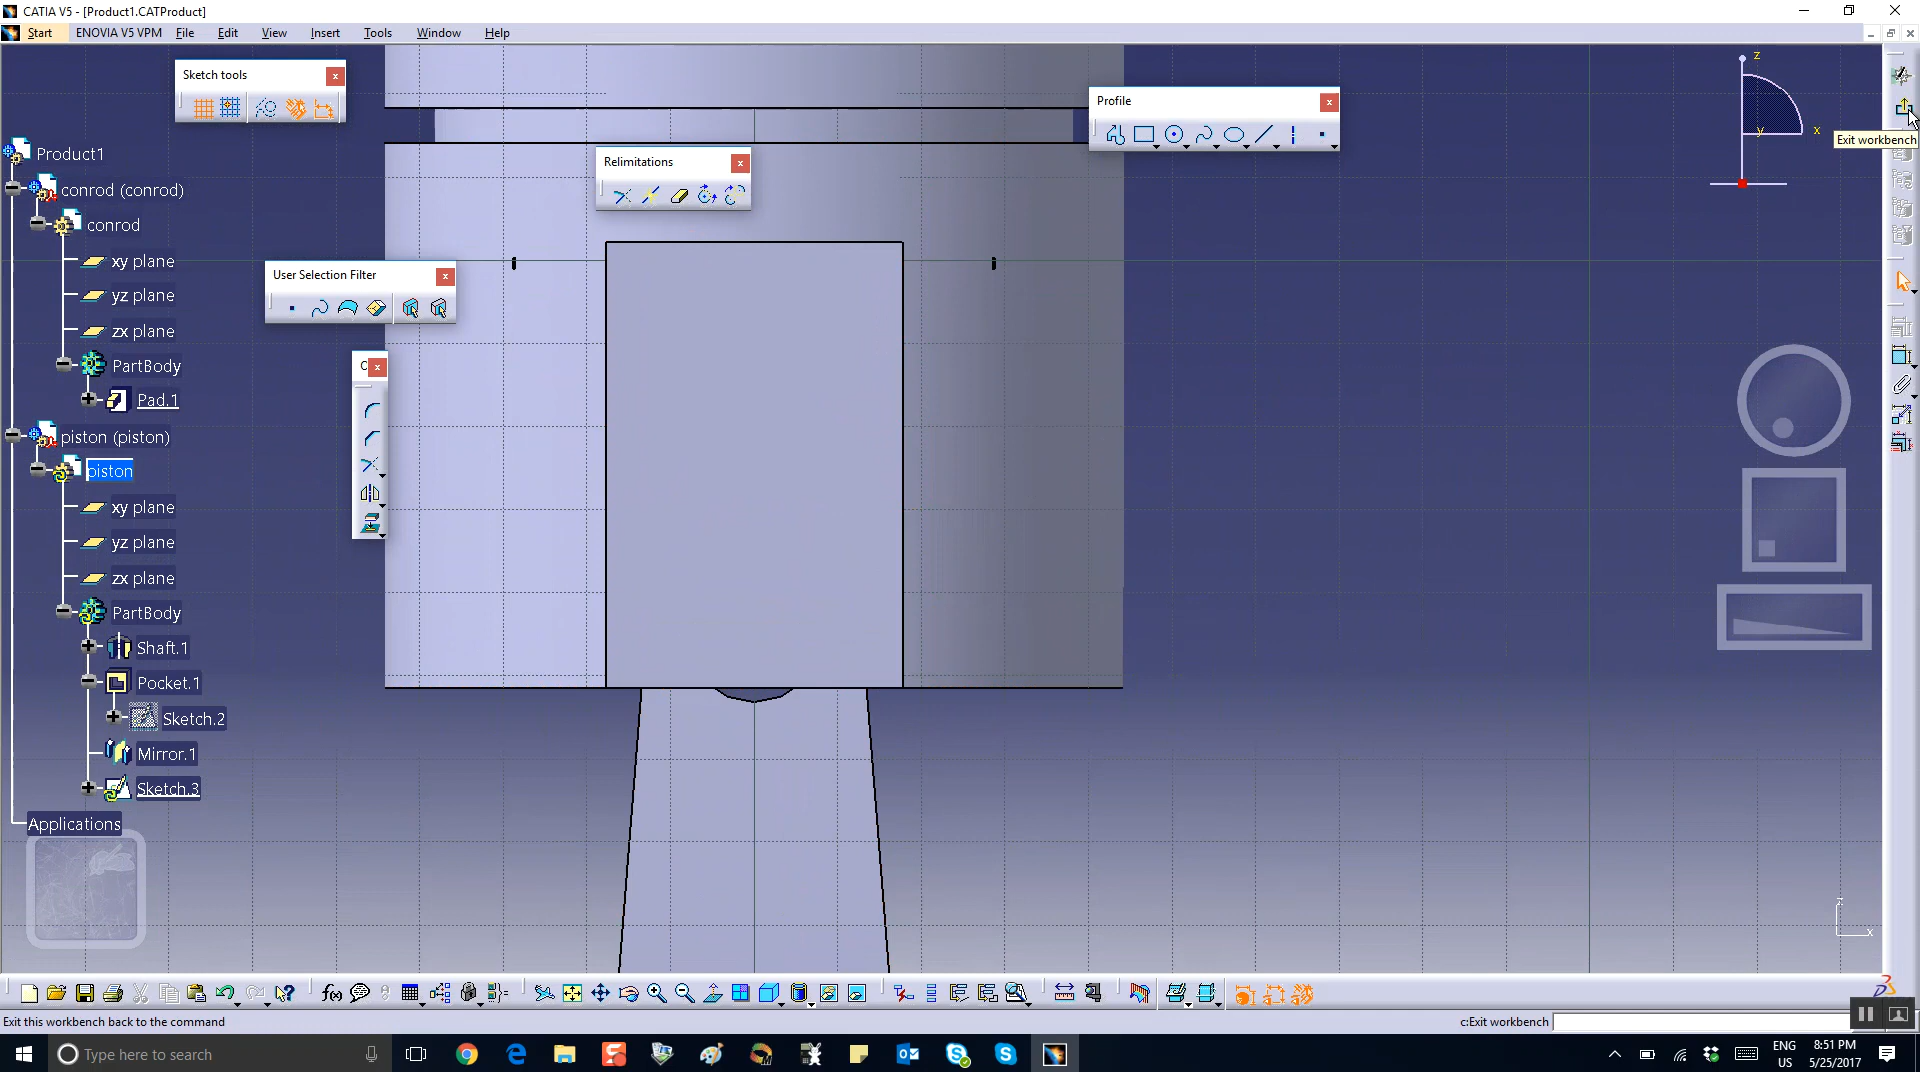 CATIA V5 - [Product1.CATProduct]
Start ENOVIA V5 VPM File Edit View Insert Tools Window Help
Sketch tools
Profile
Relimitations
User Selection Filter
C
Exit workbench
z
y
x
Product1
conrod (conrod)
conrod
xy plane
yz plane
zx plane
PartBody
Pad.1
piston (piston)
piston
xy plane
yz plane
zx plane
PartBody
Shaft.1
Pocket.1
Sketch.2
Mirror.1
Sketch.3
Applications
z
x
Exit this workbench back to the command
c:Exit workbench
Type here to search
ENG
US
8:51 PM
5/25/2017